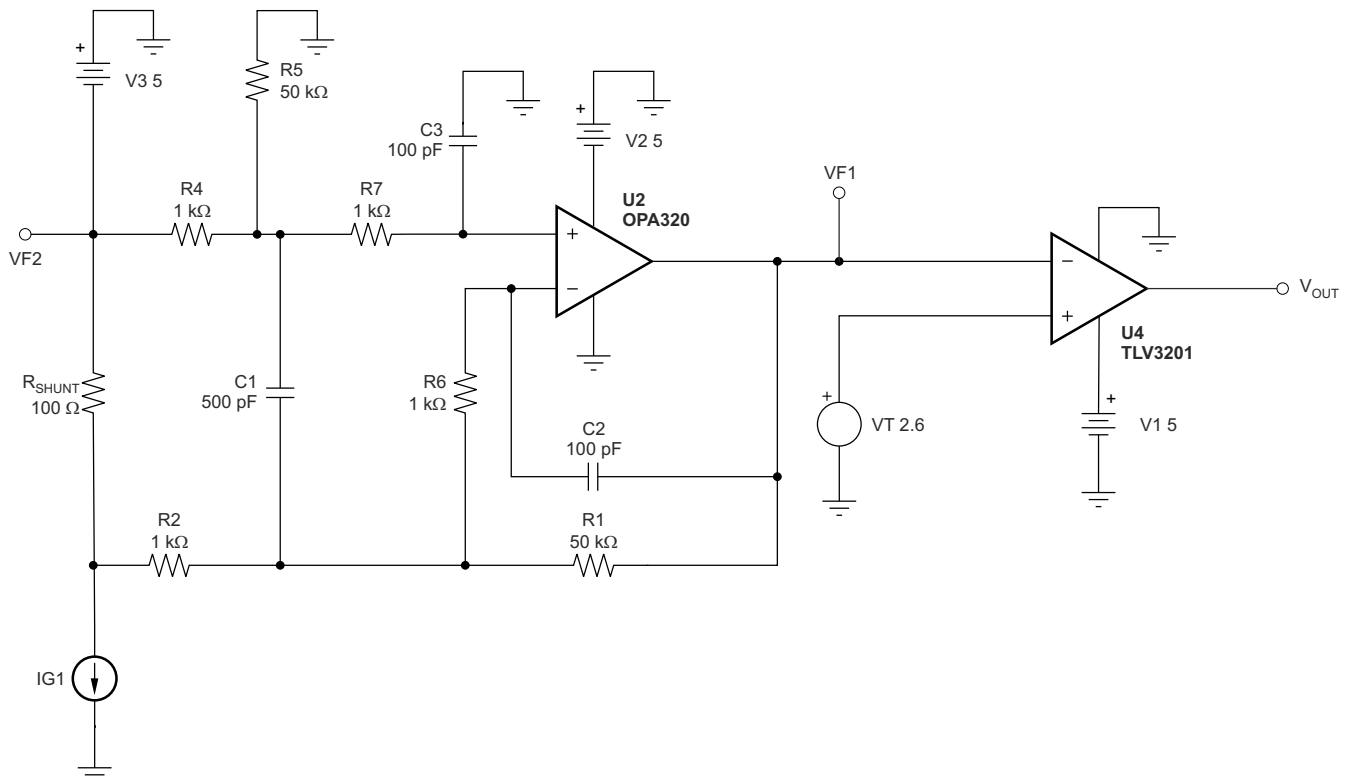 +
V3 5
R5
50 kΩ
C3
100 pF
+
V2 5
R4
1 kΩ
R7
1 kΩ
U2
OPA320
VF1
VF2
+
−
−
+
V_OUT
U4
TLV3201
R_SHUNT
100 Ω
C1
500 pF
R6
1 kΩ
C2
100 pF
+
VT 2.6
+
V1 5
R2
1 kΩ
R1
50 kΩ
IG1